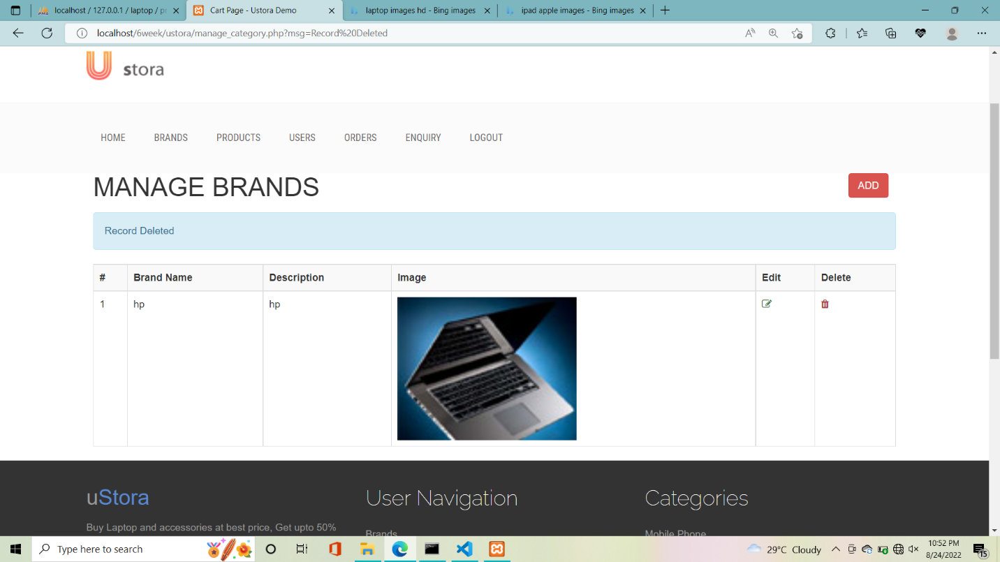 localhost / 127.0.0.1 / laptop / pr
Cart Page - Ustora Demo
laptop images hd - Bing images
ipad apple images - Bing images
localhost/6week/ustora/manage_category.php?msg=Record%20Deleted
U stora
HOME BRANDS PRODUCTS USERS ORDERS ENQUIRY LOGOUT
MANAGE BRANDS ADD
Record Deleted
# Brand Name Description Image Edit Delete
1 hp hp
uStora User Navigation Categories
Buy Laptop and accessories at best price, Get upto 50%
Brands Mobile Phone
Type here to search
29°C Cloudy
10:52 PM
8/24/2022
15